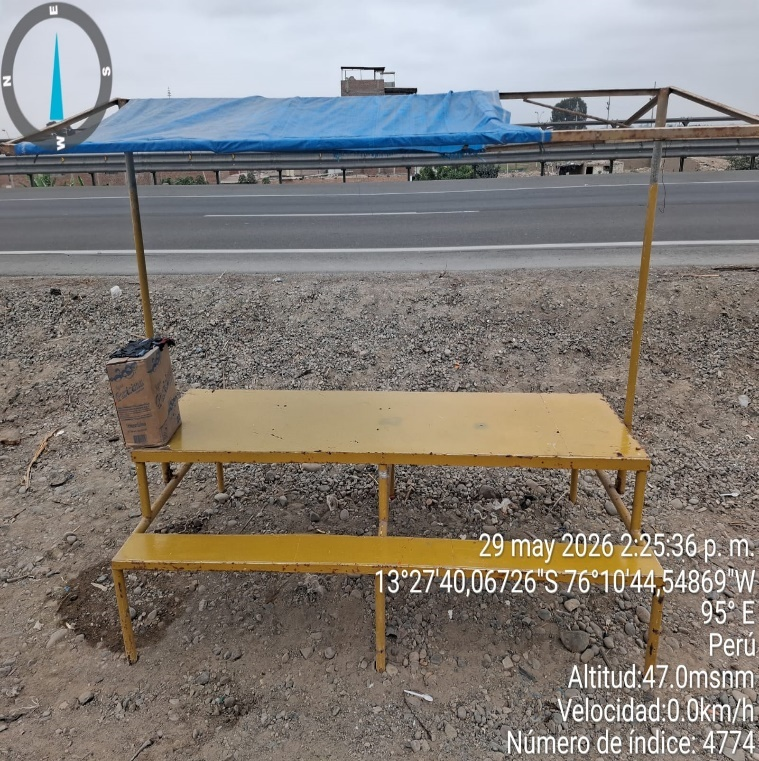 E
N
S
W
29 may 2026 2:25:36 p. m.
13°27'40,06726"S 76°10'44,54869"W
95° E
Perú
Altitud:47.0msnm
Velocidad:0.0km/h
Número de índice: 4774